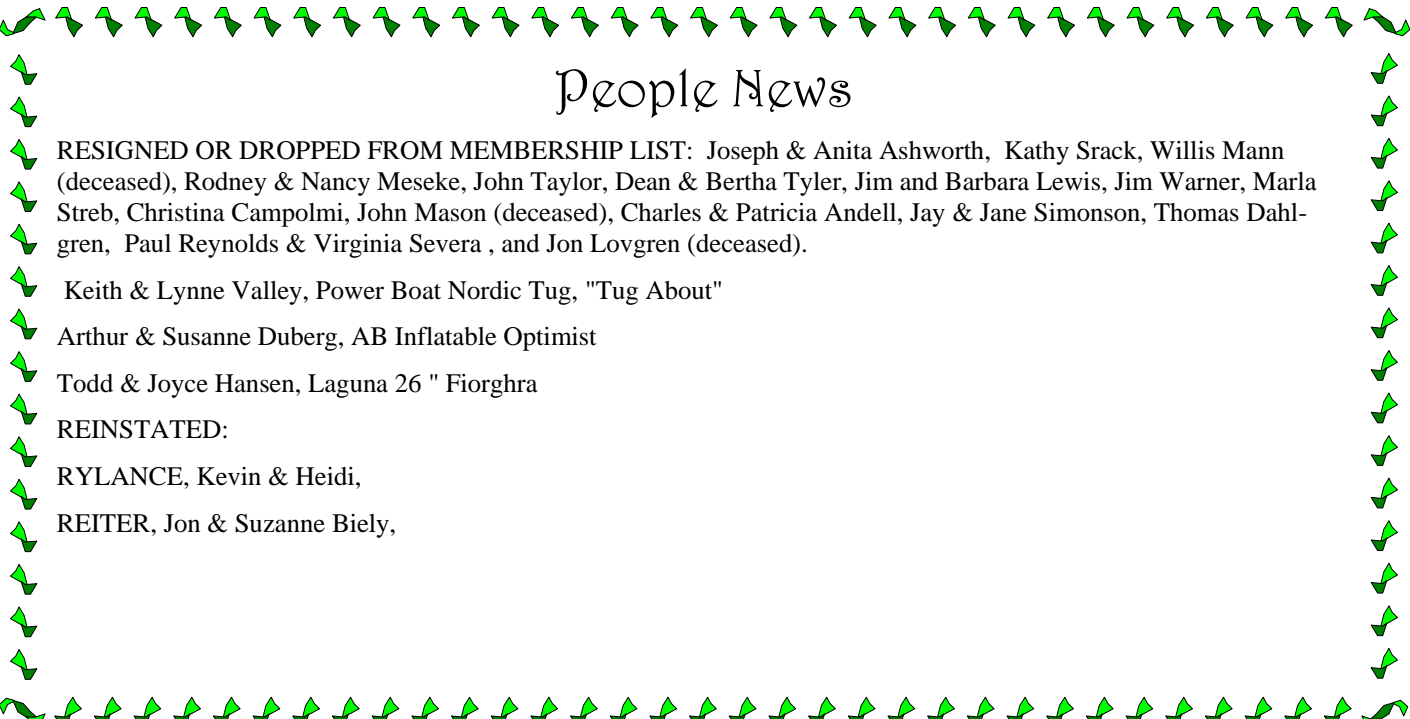 People News
RESIGNED OR DROPPED FROM MEMBERSHIP LIST:  Joseph & Anita Ashworth,  Kathy Srack, Willis Mann
(deceased), Rodney & Nancy Meseke, John Taylor, Dean & Bertha Tyler, Jim and Barbara Lewis, Jim Warner, Marla
Streb, Christina Campolmi, John Mason (deceased), Charles & Patricia Andell, Jay & Jane Simonson, Thomas Dahl-
gren,  Paul Reynolds & Virginia Severa , and Jon Lovgren (deceased).
Keith & Lynne Valley, Power Boat Nordic Tug, "Tug About"
Arthur & Susanne Duberg, AB Inflatable Optimist
Todd & Joyce Hansen, Laguna 26 " Fiorghra
REINSTATED:
RYLANCE, Kevin & Heidi,
REITER, Jon & Suzanne Biely,